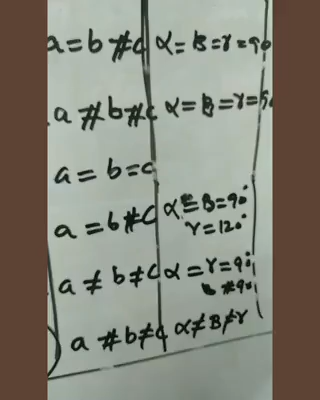 a = b ≠ c α = β = γ = 90
a ≠ b ≠ c α = β = γ = 90
a = b = c
a = b ≠ c α = β = 90°
γ = 120°
a ≠ b ≠ c α = γ = 90°
≠ 90
a ≠ b ≠ c α ≠ β ≠ γ